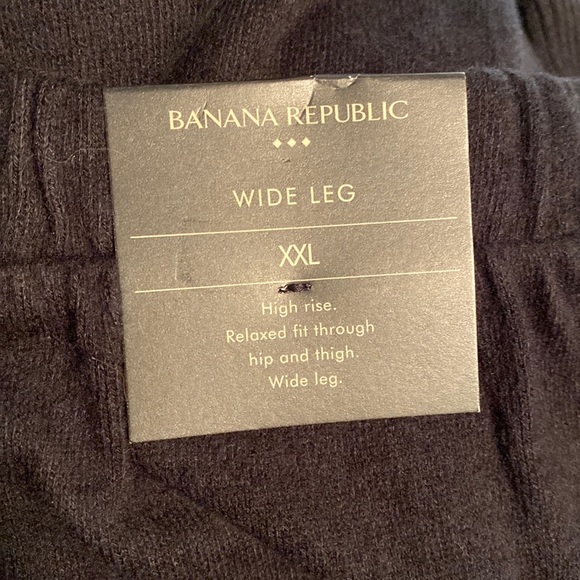 BANANA REPUBLIC
WIDE LEG
XXL
High rise.
Relaxed fit through
hip and thigh.
Wide leg.